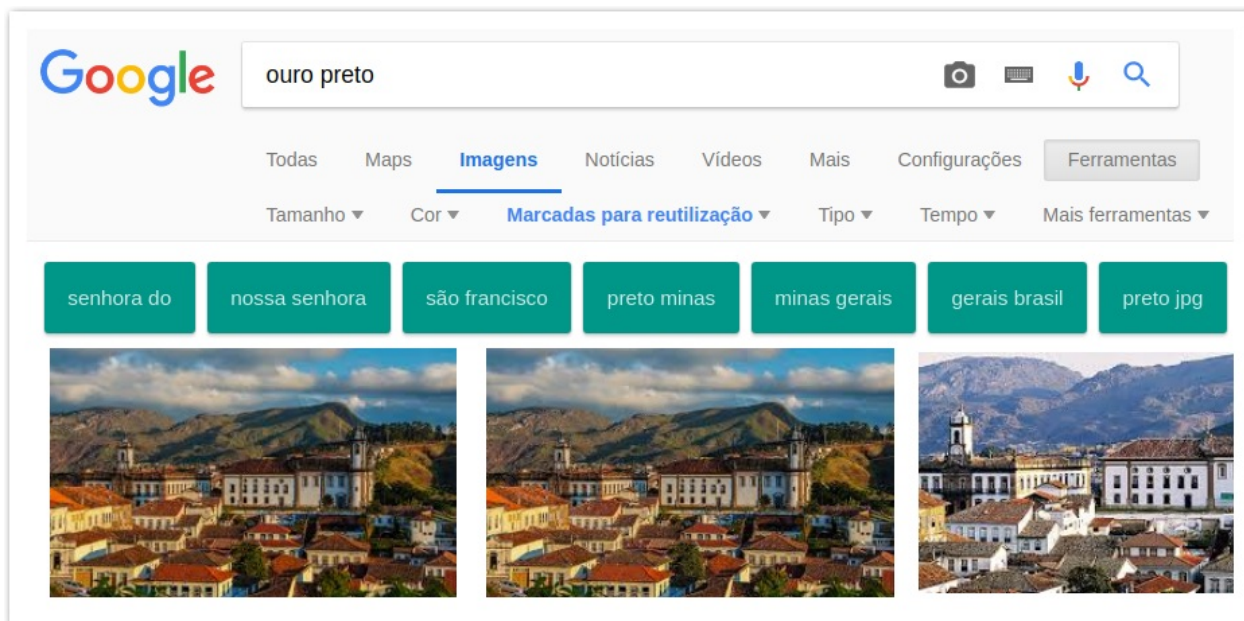 Google ouro preto
Todas Maps Imagens Notícias Vídeos Mais Configurações Ferramentas
Tamanho Cor Marcadas para reutilização Tipo Tempo Mais ferramentas
senhora do nossa senhora são francisco preto minas minas gerais gerais brasil preto jpg